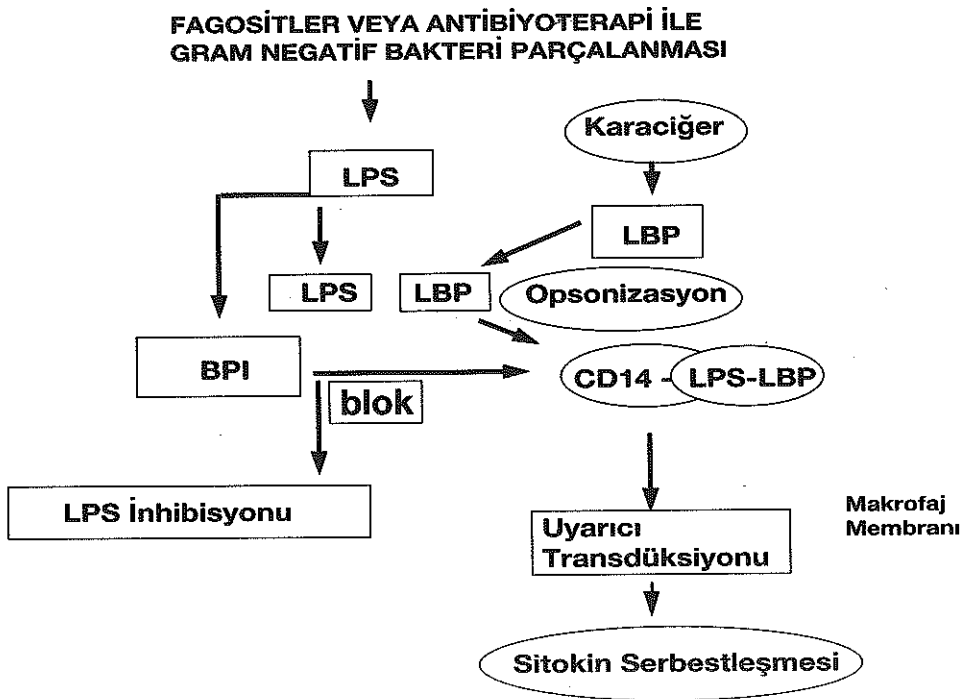 FAGOSİTLER VEYA ANTİBİYOTERAPİ İLE
GRAM NEGATİF BAKTERİ PARÇALANMASI
Karaciğer
LPS
LBP
LPS
LBP
Opsonizasyon
BPI
CD14 - LPS-LBP
blok
LPS İnhibisyonu
Makrofaj
Membranı
Uyarıcı
Transdüksiyonu
Sitokin Serbestleşmesi